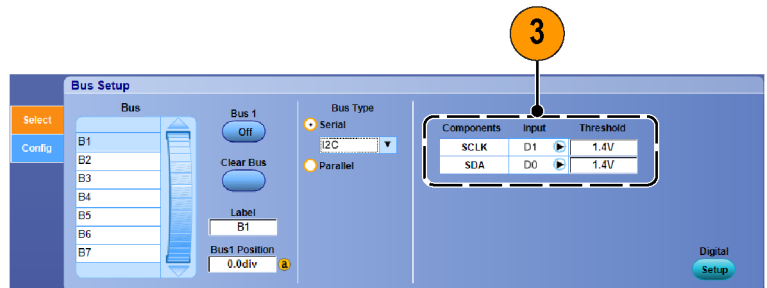 3
Bus Setup
Select
Config
Bus
B1
B2
B3
B4
B5
B6
B7
Bus 1
Off
Clear Bus
Label
B1
Bus1 Position
0.0div a
Bus Type
Serial
I2C
Parallel
Components Input Threshold
SCLK D1 1.4V
SDA D0 1.4V
Digital
Setup